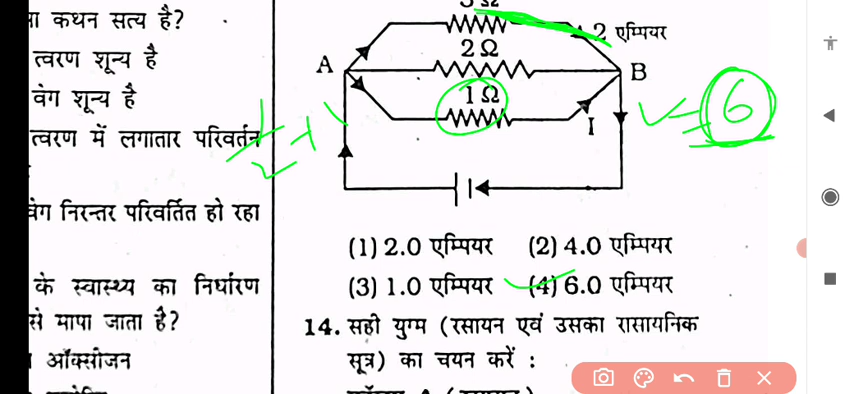 ा कथन सत्य है?
त्वरण शून्य है
वेग शून्य है
त्वरण में लगातार परिवर्तन
वेग निरन्तर परिवर्तित हो रहा
के स्वास्थ्य का निर्धारण
से मापा जाता है?
ऑक्सीजन
3 Ω
2 एम्पियर
2 Ω
A
B
1 Ω
I
6
(1) 2.0 एम्पियर (2) 4.0 एम्पियर
(3) 1.0 एम्पियर (4) 6.0 एम्पियर
14. सही युग्म (रसायन एवं उसका रासायनिक
सूत्र) का चयन करें :